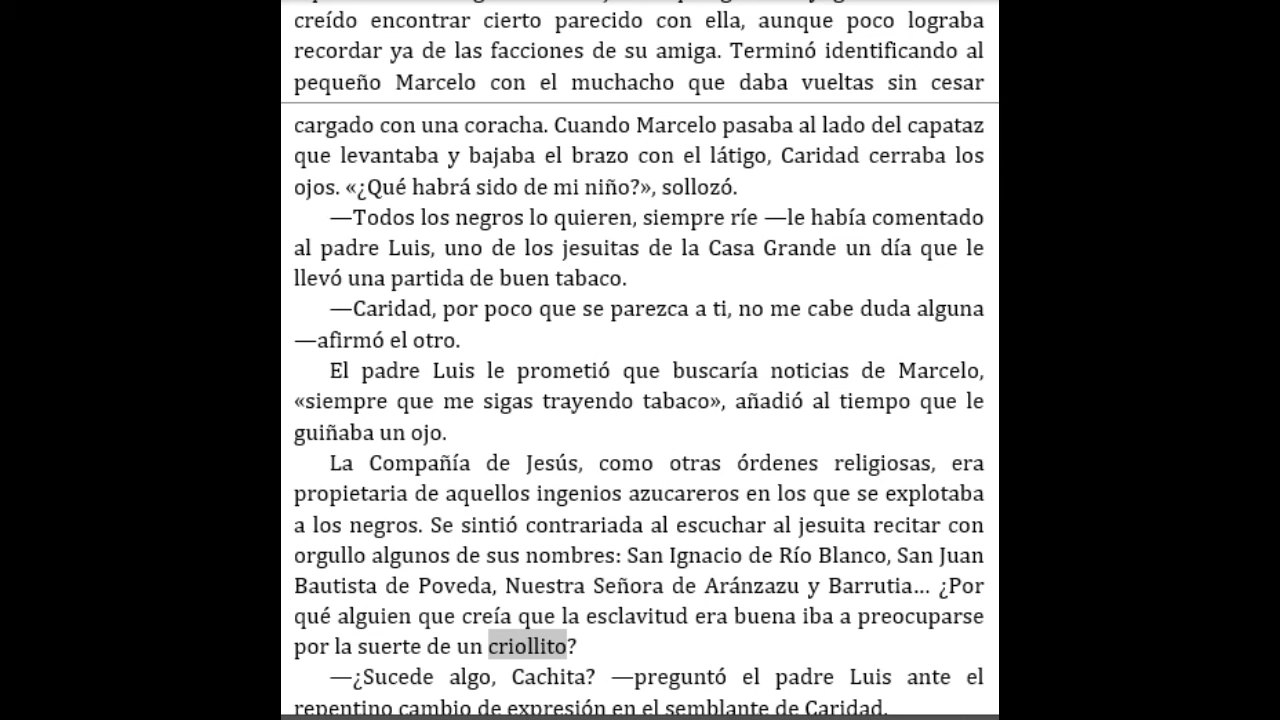 creído encontrar cierto parecido con ella, aunque poco lograba
recordar ya de las facciones de su amiga. Terminó identificando al
pequeño Marcelo con el muchacho que daba vueltas sin cesar
cargado con una coracha. Cuando Marcelo pasaba al lado del capataz
que levantaba y bajaba el brazo con el látigo, Caridad cerraba los
ojos. «¿Qué habrá sido de mi niño?», sollozó.
—Todos los negros lo quieren, siempre ríe —le había comentado
al padre Luis, uno de los jesuitas de la Casa Grande un día que le
llevó una partida de buen tabaco.
—Caridad, por poco que se parezca a ti, no me cabe duda alguna
—afirmó el otro.
El padre Luis le prometió que buscaría noticias de Marcelo,
«siempre que me sigas trayendo tabaco», añadió al tiempo que le
guiñaba un ojo.
La Compañía de Jesús, como otras órdenes religiosas, era
propietaria de aquellos ingenios azucareros en los que se explotaba
a los negros. Se sintió contrariada al escuchar al jesuita recitar con
orgullo algunos de sus nombres: San Ignacio de Río Blanco, San Juan
Bautista de Poveda, Nuestra Señora de Aránzazu y Barrutia... ¿Por
qué alguien que creía que la esclavitud era buena iba a preocuparse
por la suerte de un criollito?
—¿Sucede algo, Cachita? —preguntó el padre Luis ante el
repentino cambio de expresión en el semblante de Caridad.